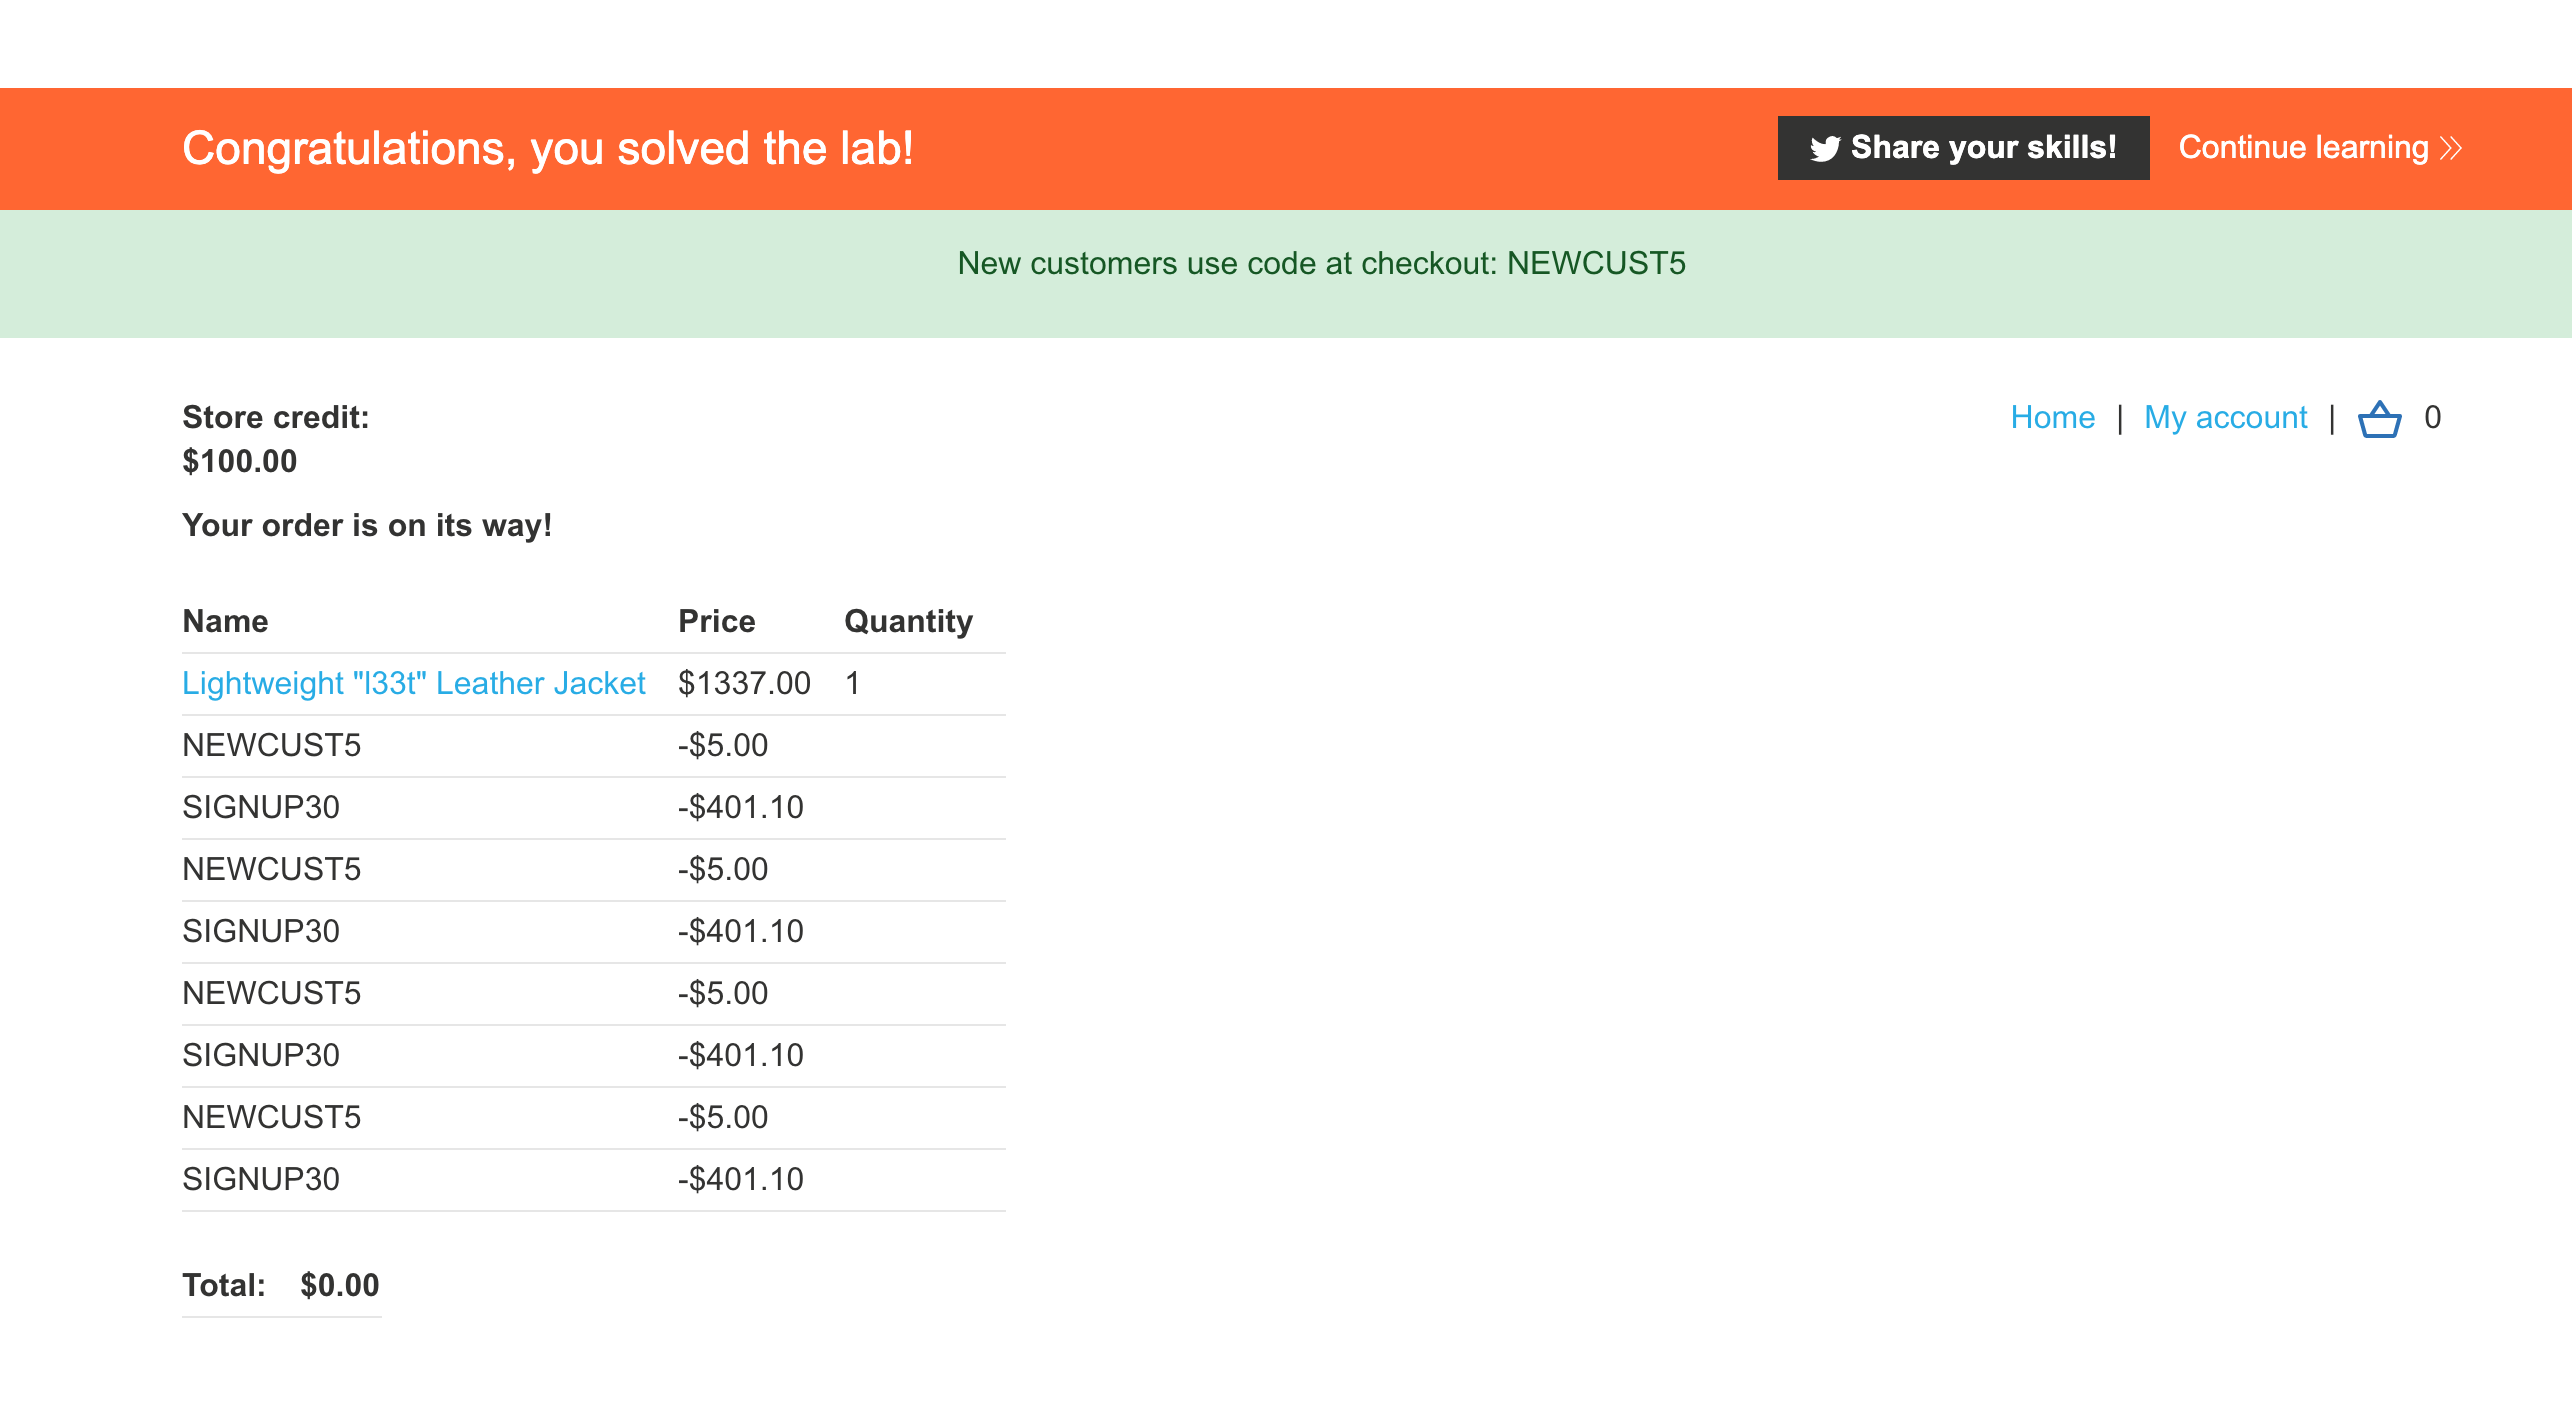 Congratulations, you solved the lab!
Share your skills!
Continue learning
New customers use code at checkout: NEWCUST5
Store credit:
$100.00
Home | My account | 0
Your order is on its way!
Name Price Quantity
Lightweight "l33t" Leather Jacket $1337.00 1
NEWCUST5 -$5.00
SIGNUP30 -$401.10
NEWCUST5 -$5.00
SIGNUP30 -$401.10
NEWCUST5 -$5.00
SIGNUP30 -$401.10
NEWCUST5 -$5.00
SIGNUP30 -$401.10
Total: $0.00